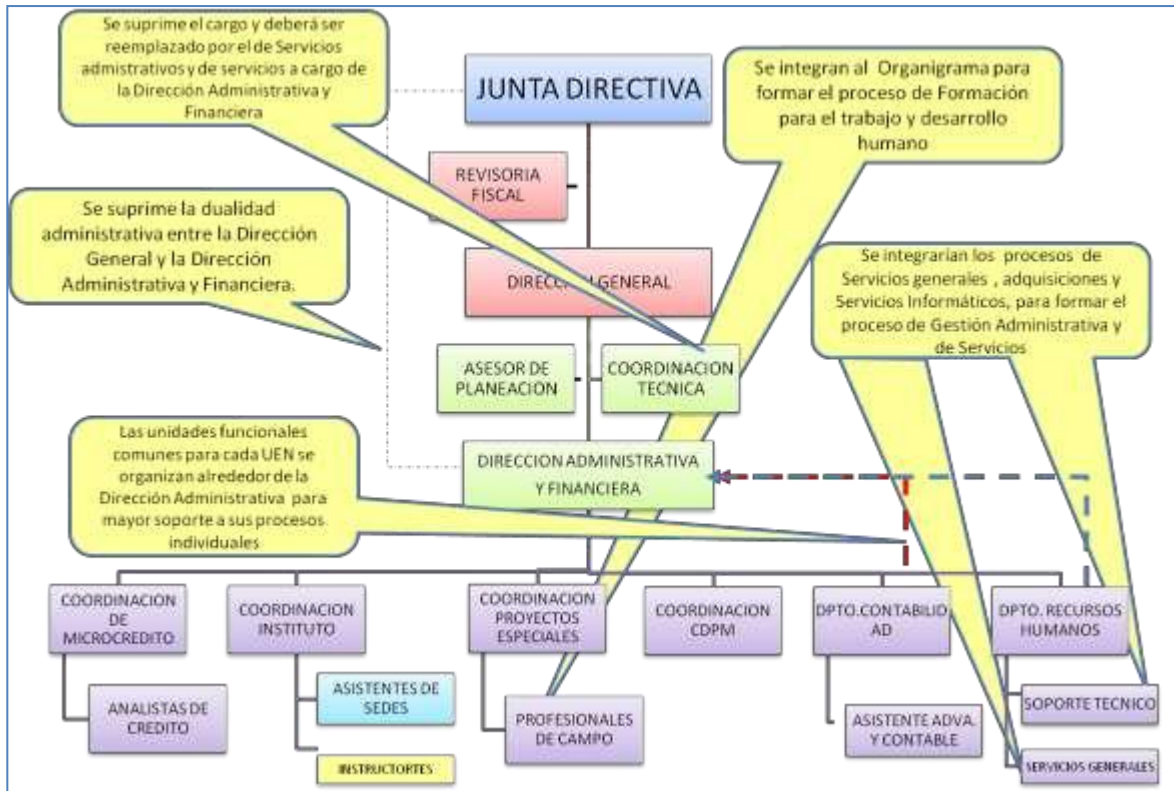 Se suprime el cargo y deberá ser
reemplazado por el de Servicios
admistrativos y de servicios a cargo de
la Dirección Administrativa y
Financiera
JUNTA DIRECTIVA
Se integran al Organigrama para
formar el proceso de Formación
para el trabajo y desarrollo
humano
REVISORIA
FISCAL
Se suprime la dualidad
administrativa entre la Dirección
General y la Dirección
Administrativa y Financiera.
DIRECCION GENERAL
Se integrarían los procesos de
Servicios generales , adquisiciones y
Servicios Informáticos, para formar el
proceso de Gestión Administrativa y
de Servicios
ASESOR DE
PLANEACION
COORDINACION
TECNICA
Las unidades funcionales
comunes para cada UEN se
organizan alrededor de la
Dirección Administrativa para
mayor soporte a sus procesos
individuales
DIRECCION ADMINISTRATIVA
Y FINANCIERA
COORDINACION
DE
MICROCREDITO
COORDINACION
INSTITUTO
COORDINACION
PROYECTOS
ESPECIALES
COORDINACION
CDPM
DPTO.CONTABILID
AD
DPTO. RECURSOS
HUMANOS
ANALISTAS DE
CREDITO
ASISTENTES DE
SEDES
INSTRUCTORTES
PROFESIONALES
DE CAMPO
ASISTENTE ADVA.
Y CONTABLE
SOPORTE TECNICO
SERVICIOS GENERALES